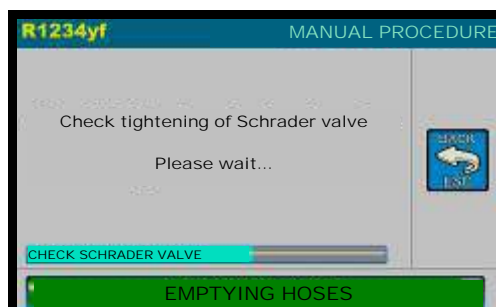 R1234yf MANUAL PROCEDURE
Check tightening of Schrader valve
Please wait...
BACK
ESC
CHECK SCHRADER VALVE
EMPTYING HOSES